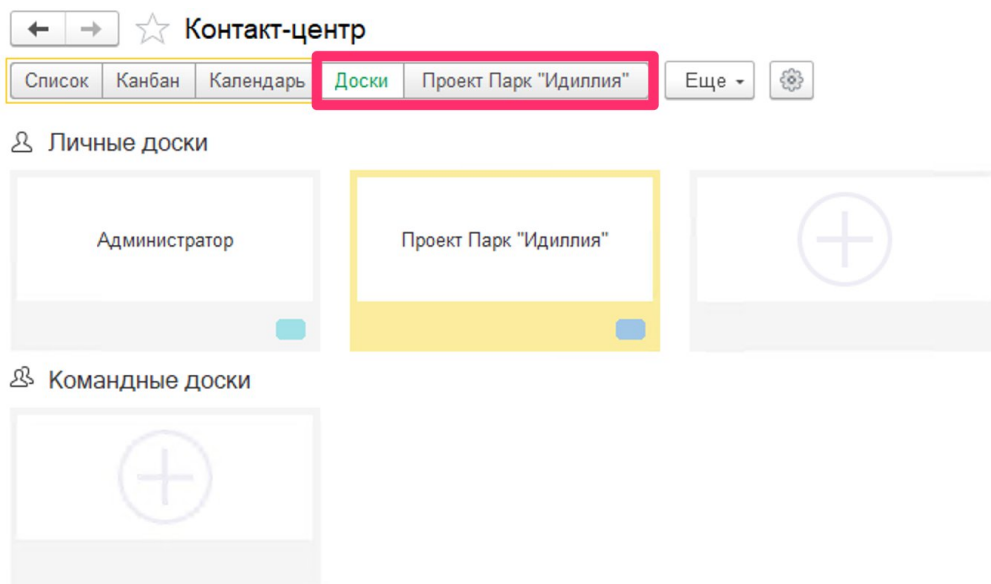 Контакт-центр
Список Канбан Календарь Доски Проект Парк "Идиллия" Еще
Личные доски
Администратор Проект Парк "Идиллия"
Командные доски